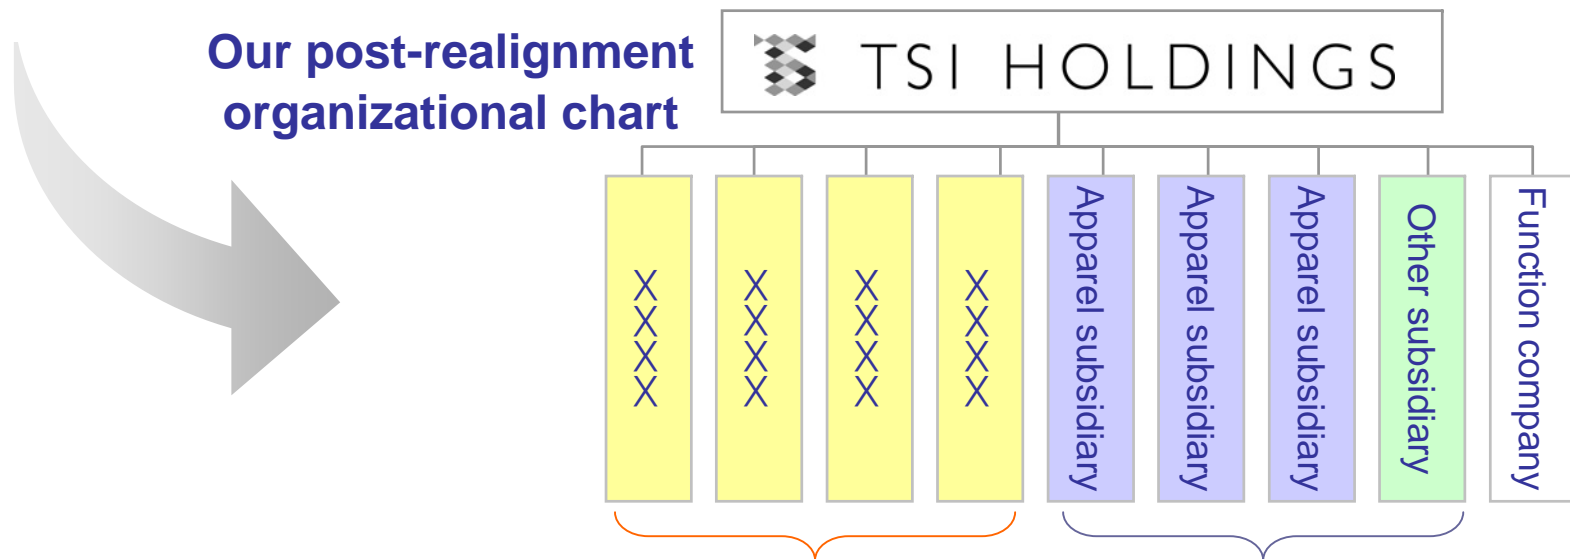 Our post-realignment
organizational chart
TSI HOLDINGS
XXXX
XXXX
XXXX
XXXX
Apparel subsidiary
Apparel subsidiary
Apparel subsidiary
Other subsidiary
Function company